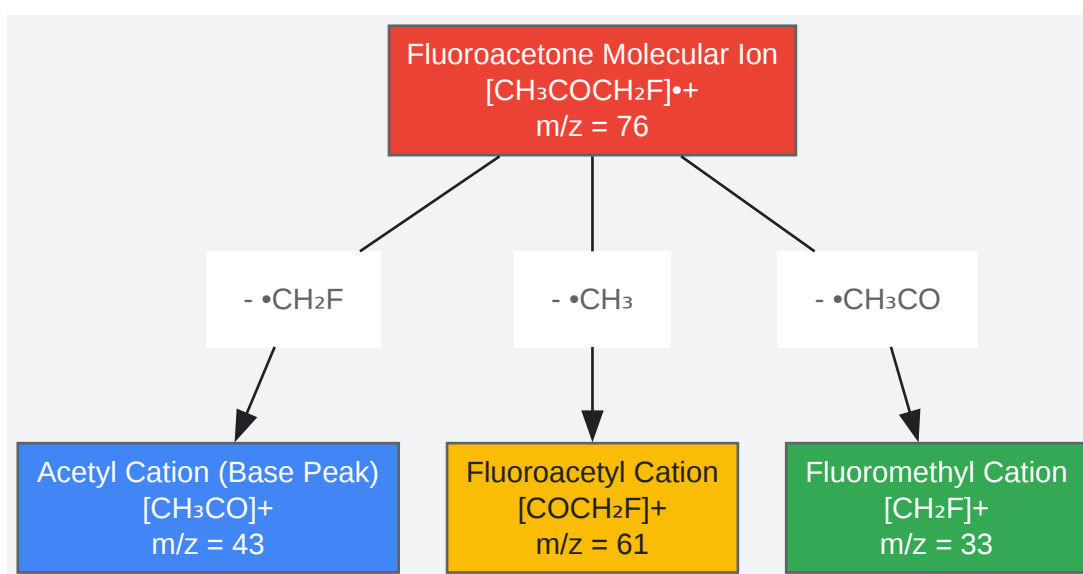 Fluoroacetone Molecular Ion
[CH₃COCH₂F]•+
m/z = 76
- •CH₂F
- •CH₃
- •CH₃CO
Acetyl Cation (Base Peak)
[CH₃CO]+
m/z = 43
Fluoroacetyl Cation
[COCH₂F]+
m/z = 61
Fluoromethyl Cation
[CH₂F]+
m/z = 33